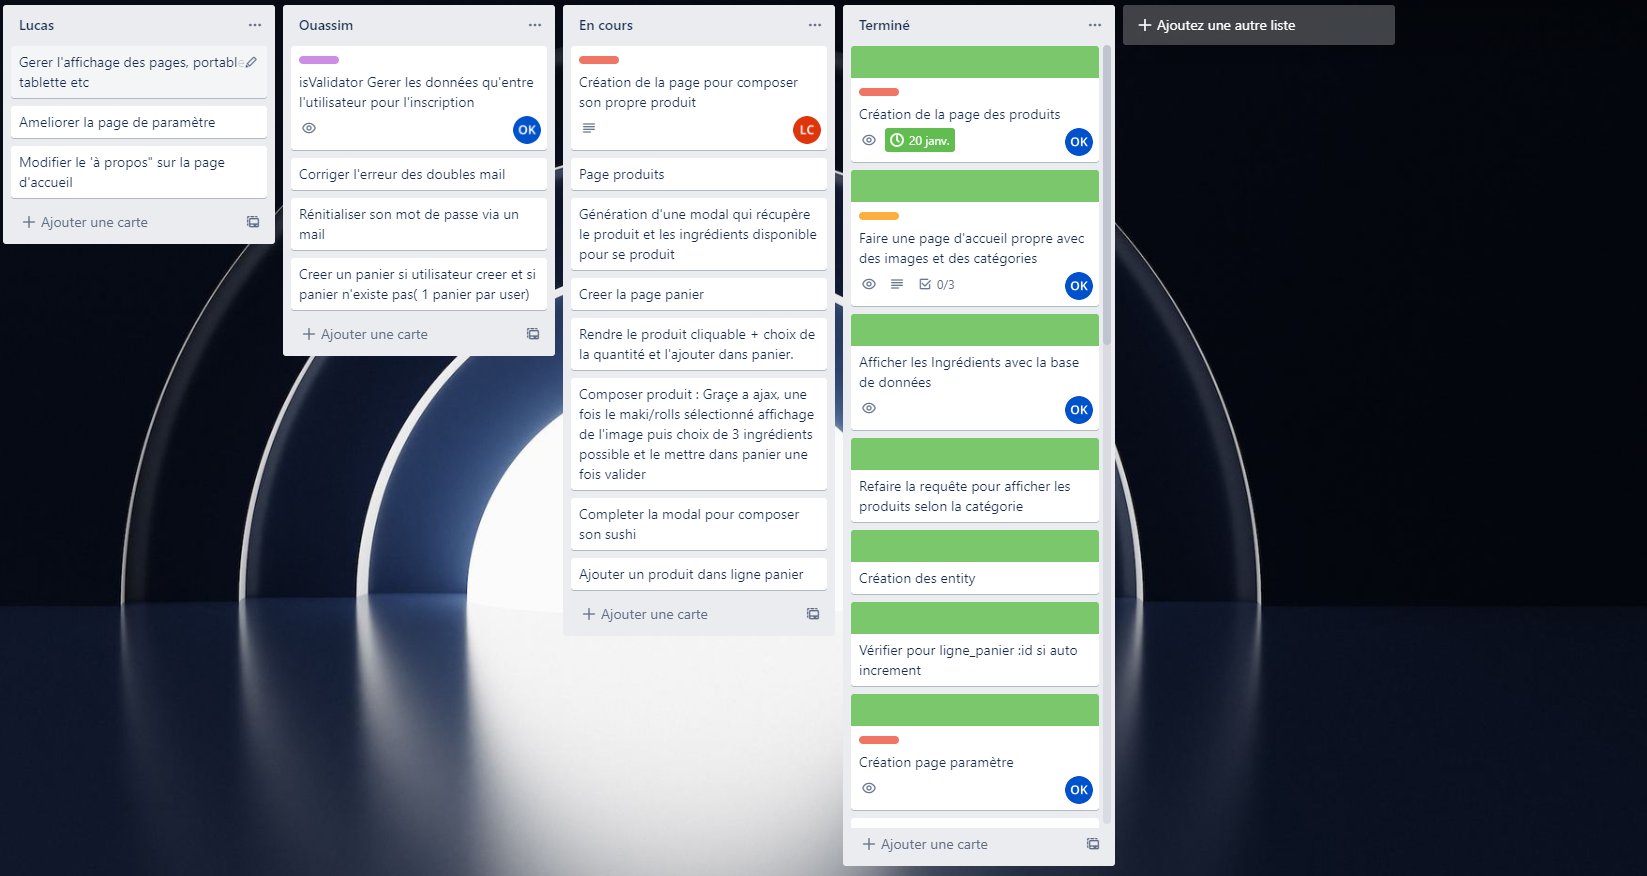 Lucas
Gerer l'affichage des pages, portable
tablette etc
Ameliorer la page de paramètre
Modifier le 'à propos" sur la page
d'accueil
Ajouter une carte
Ouassim
isValidator Gerer les données qu'entre
l'utilisateur pour l'inscription
OK
Corriger l'erreur des doubles mail
Rénitialiser son mot de passe via un
mail
Creer un panier si utilisateur creer et si
panier n'existe pas( 1 panier par user)
Ajouter une carte
En cours
Création de la page pour composer
son propre produit
LC
Page produits
Génération d'une modal qui récupère
le produit et les ingrédients disponible
pour se produit
Creer la page panier
Rendre le produit cliquable + choix de
la quantité et l'ajouter dans panier.
Composer produit : Graçe a ajax, une
fois le maki/rolls sélectionné affichage
de l'image puis choix de 3 ingrédients
possible et le mettre dans panier une
fois valider
Completer la modal pour composer
son sushi
Ajouter un produit dans ligne panier
Ajouter une carte
Terminé
Création de la page des produits
20 janv.
OK
Faire une page d'accueil propre avec
des images et des catégories
0/3
OK
Afficher les Ingrédients avec la base
de données
OK
Refaire la requête pour afficher les
produits selon la catégorie
Création des entity
Vérifier pour ligne_panier :id si auto
increment
Création page paramètre
OK
Ajouter une carte
Ajoutez une autre liste